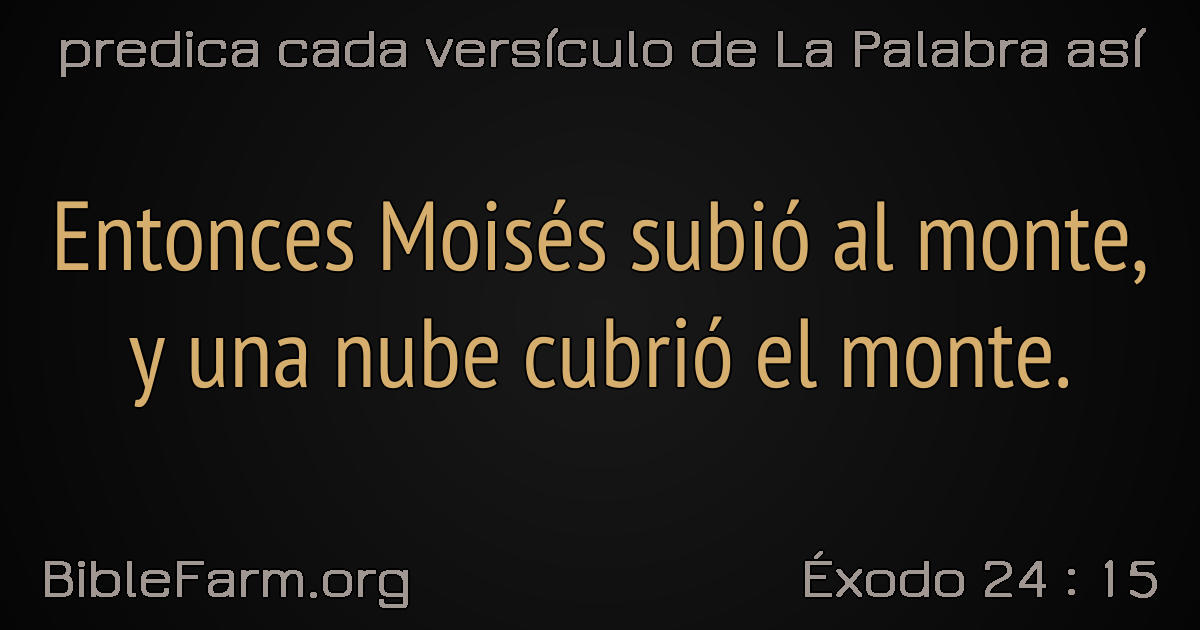 predica cada versículo de La Palabra así
Entonces Moisés subió al monte,
y una nube cubrió el monte.
BibleFarm.org
Éxodo 24 : 15